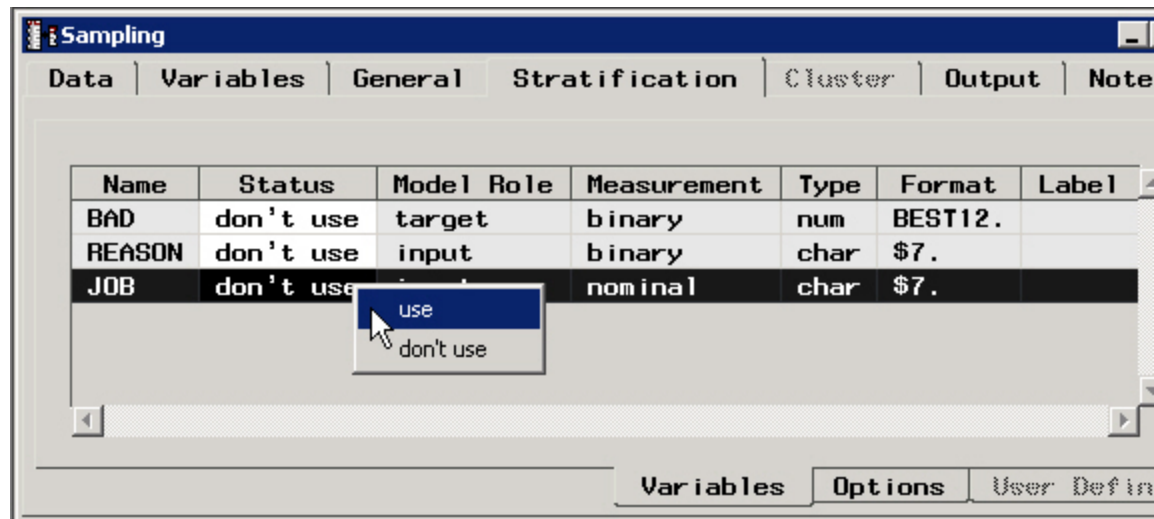 Sampling
Data Variables General Stratification Cluster Output Note
Name Status Model Role Measurement Type Format Label
BAD don't use target binary num BEST12.
REASON don't use input binary char $7.
JOB don't use nominal char $7.
use
don't use
Variables Options User Defin